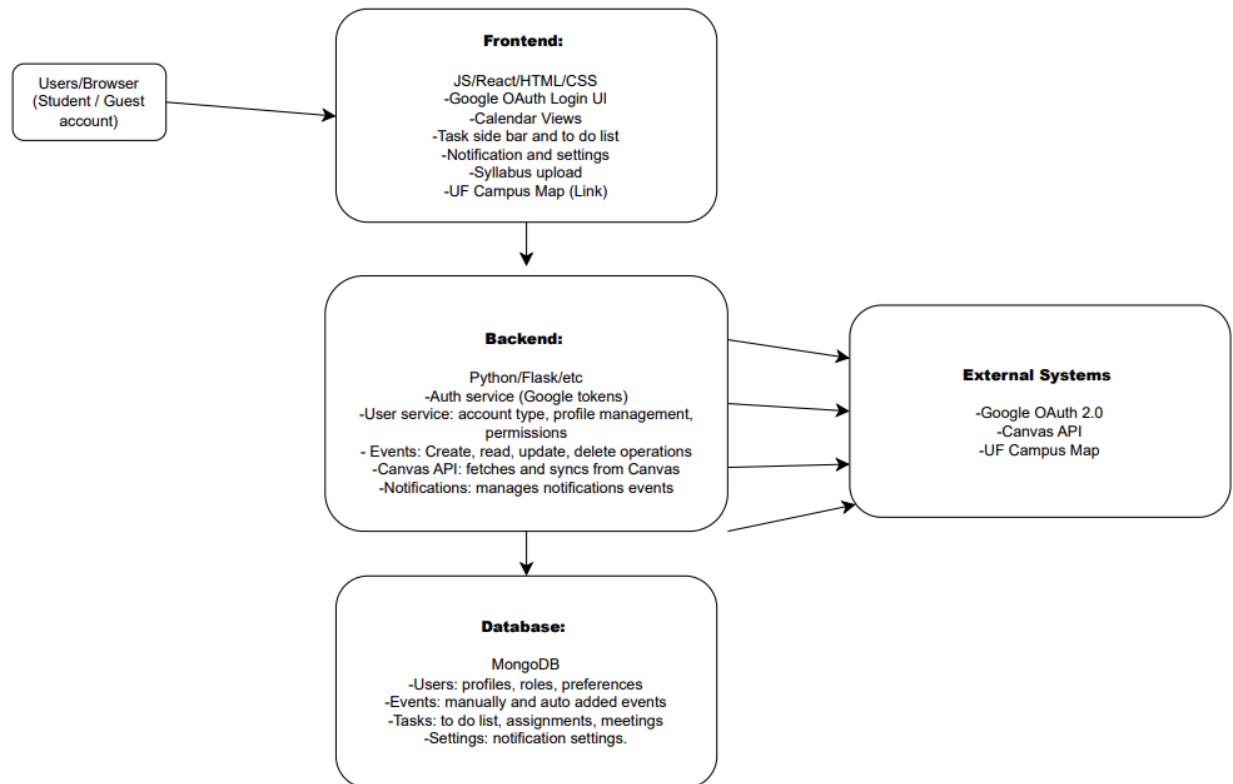 Users/Browser
(Student / Guest
account)
Frontend:
JS/React/HTML/CSS
-Google OAuth Login UI
-Calendar Views
-Task side bar and to do list
-Notification and settings
-Syllabus upload
-UF Campus Map (Link)
Backend:
Python/Flask/etc
-Auth service (Google tokens)
-User service: account type, profile management,
permissions
- Events: Create, read, update, delete operations
-Canvas API: fetches and syncs from Canvas
-Notifications: manages notifications events
External Systems
-Google OAuth 2.0
-Canvas API
-UF Campus Map
Database:
MongoDB
-Users: profiles, roles, preferences
-Events: manually and auto added events
-Tasks: to do list, assignments, meetings
-Settings: notification settings.